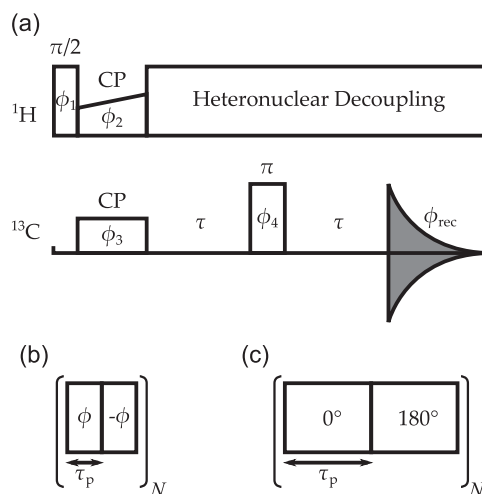 (a)
π/2
CP
¹H
ϕ₁
ϕ₂
Heteronuclear Decoupling
π
CP
¹³C
ϕ₃
τ
ϕ₄
τ
ϕrec
(b)
(c)
ϕ
-ϕ
0°
180°
τp
N
τp
N